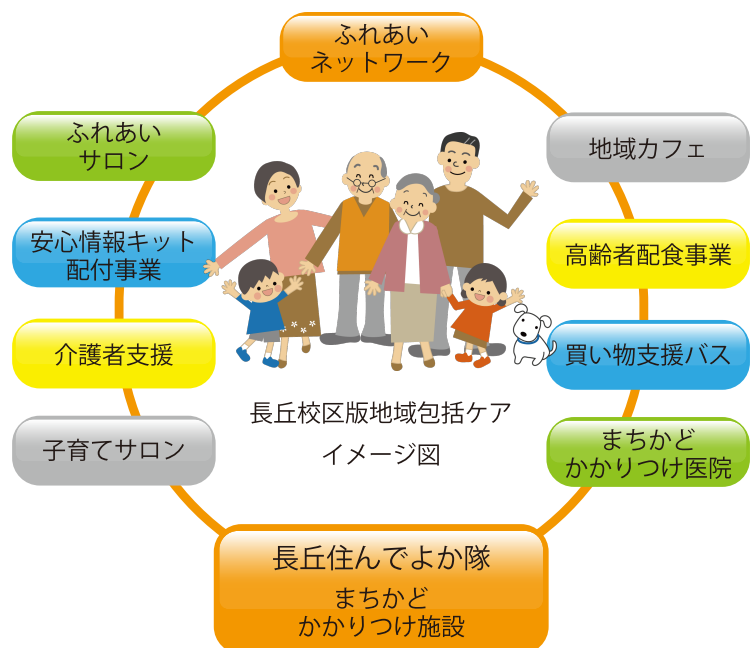 ふれあい
ネットワーク
ふれあい
サロン
地域カフェ
安心情報キット
配付事業
高齢者配食事業
介護者支援
買い物支援バス
子育てサロン
まちかど
かかりつけ医院
長丘校区版地域包括ケア
イメージ図
長丘住んでよか隊
まちかど
かかりつけ施設